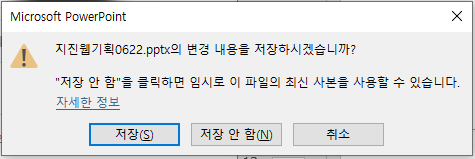 Microsoft PowerPoint
지진웹기획0622.pptx의 변경 내용을 저장하시겠습니까?
"저장 안 함"을 클릭하면 임시로 이 파일의 최신 사본을 사용할 수 있습니다.
자세한 정보
저장(S) 저장 안 함(N) 취소